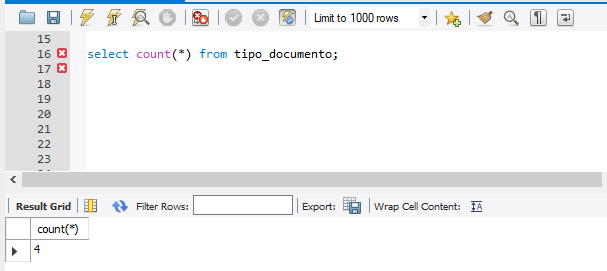 Limit to 1000 rows
15
16 select count(*) from tipo_documento;
17
18
19
20
21
22
23
Result Grid Filter Rows: Export: Wrap Cell Content:
count(*)
4